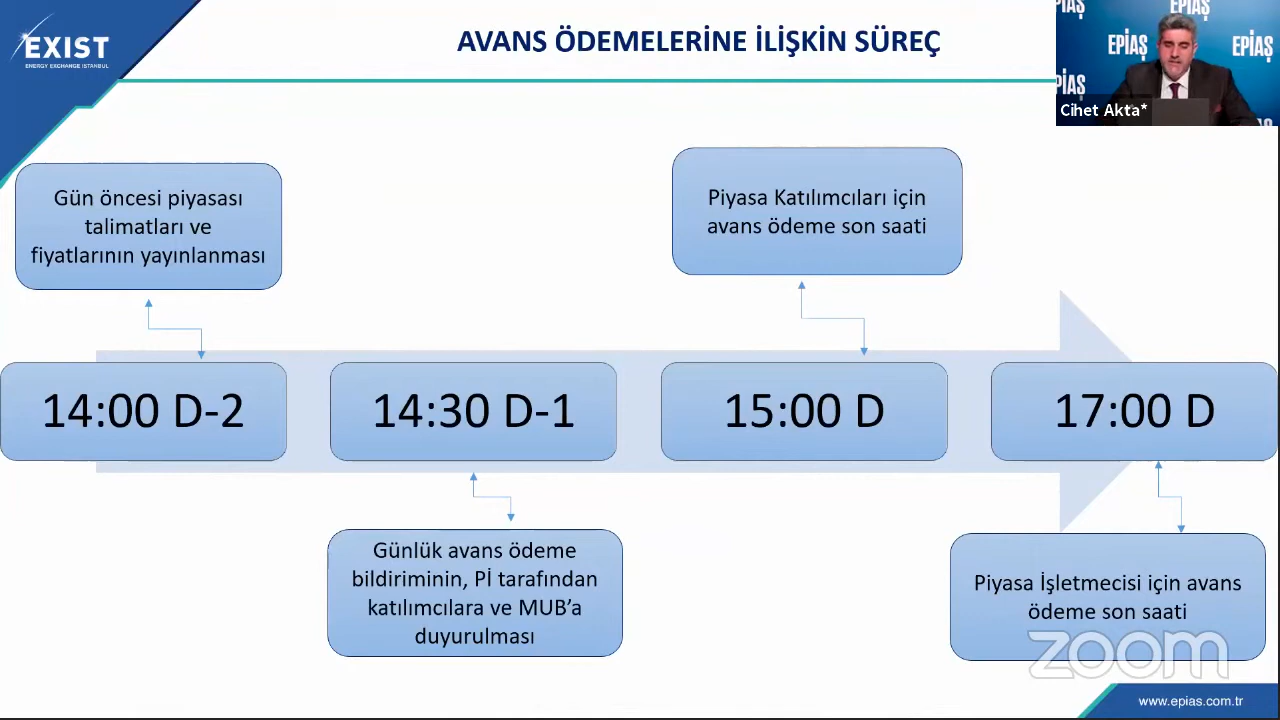 EXIST
ENERGY EXCHANGE ISTANBUL
AVANS ÖDEMELERİNE İLİŞKİN SÜREÇ
PİAŞ
EPİAŞ
EPİAŞ
EPİAŞ
PİAŞ
Cihet Akta*
Gün öncesi piyasası
talimatları ve
fiyatlarının yayınlanması
Piyasa Katılımcıları için
avans ödeme son saati
14:00 D-2
14:30 D-1
15:00 D
17:00 D
Günlük avans ödeme
bildiriminin, Pİ tarafından
katılımcılara ve MUB’a
duyurulması
Piyasa İşletmecisi için avans
ödeme son saati
zoom
www.epias.com.tr